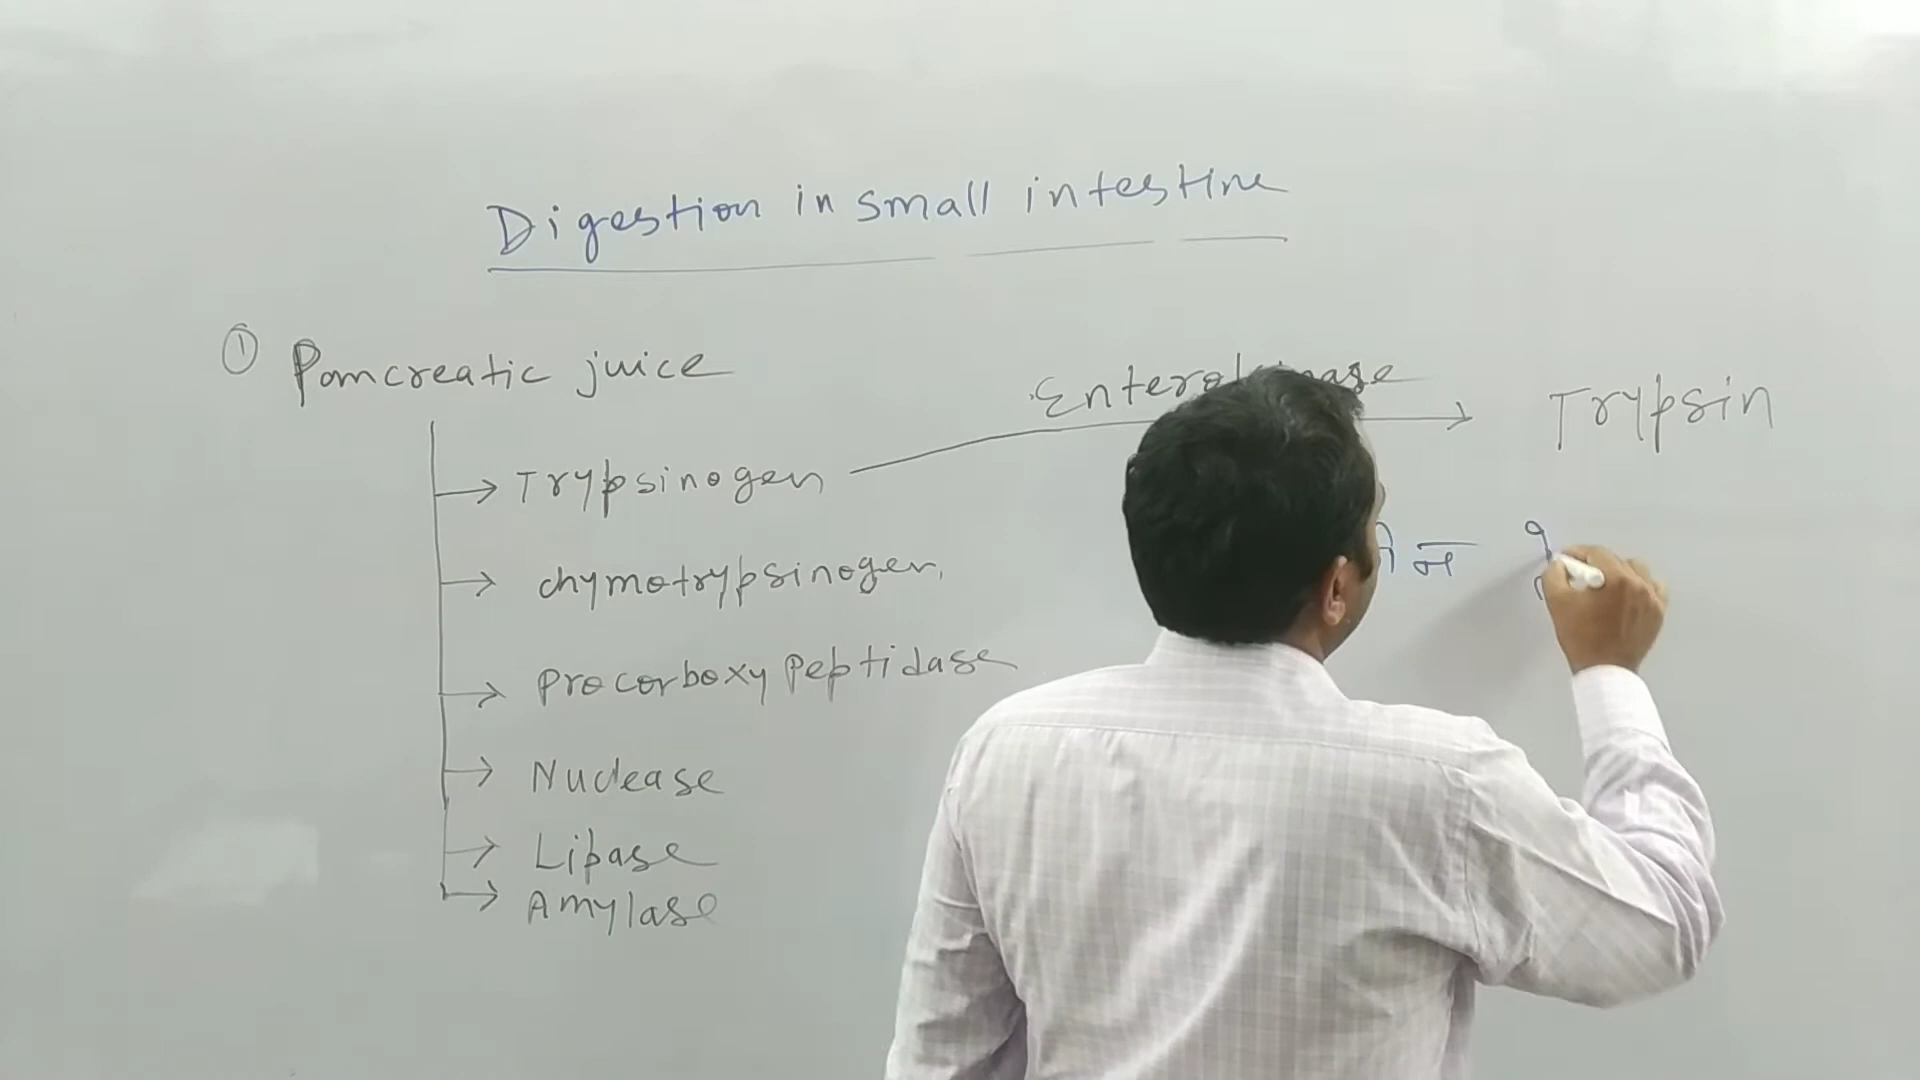 Digestion in small intestine
① Pancreatic juice
→ Trypsinogen → Trypsin
→ chymotrypsinogen
→ Procarboxy Peptidase
→ Nuclease
→ Lipase
→ Amylase